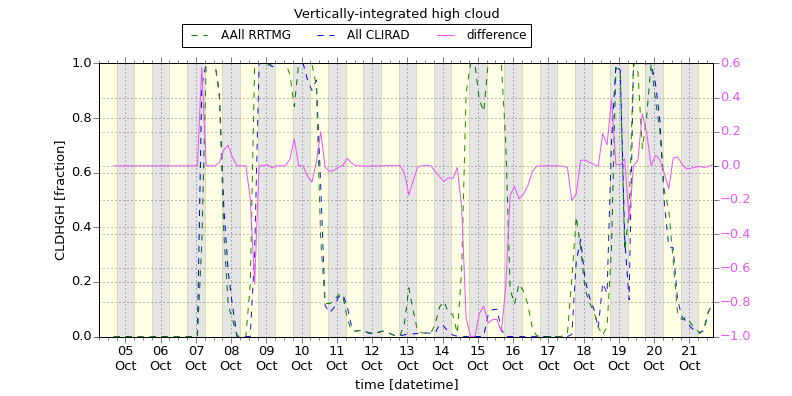 Vertically-integrated high cloud
AAll RRTMG All CLIRAD difference
CLDHGH [fraction]
1.0
0.8
0.6
0.4
0.2
0.0
0.6
0.4
0.2
0.0
−0.2
−0.4
−0.6
−0.8
−1.0
05 06 07 08 09 10 11 12 13 14 15 16 17 18 19 20 21
Oct Oct Oct Oct Oct Oct Oct Oct Oct Oct Oct Oct Oct Oct Oct Oct Oct
time [datetime]